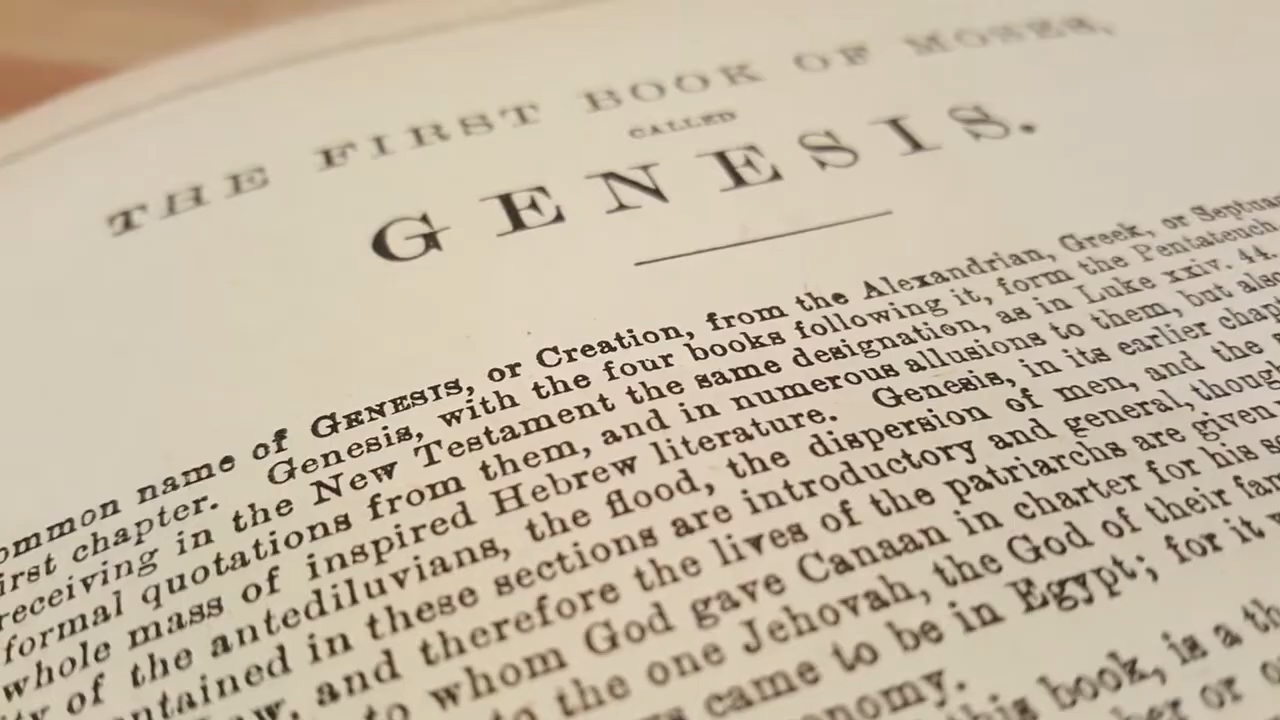 THE FIRST BOOK OF MOSES,
CALLED
GENESIS.
ommon name of GENESIS, or Creation, from the Alexandrian, Greek, or Septua
irst chapter. Genesis, with the four books following it, form the Pentateuch
receiving in the New Testament the same designation, as in Luke xxiv. 44.
formal quotations from them, and in numerous allusions to them, but also
whole mass of inspired Hebrew literature. Genesis, in its earlier chap
of the antediluvians, the flood, the dispersion of men, and the
ntained in these sections are introductory and general, though
and therefore the lives of the patriarchs are given
to whom God gave Canaan in charter for his
to the one Jehovah, the God of their fam
came to be in Egypt; for it
onomy.
this book, is a th
or